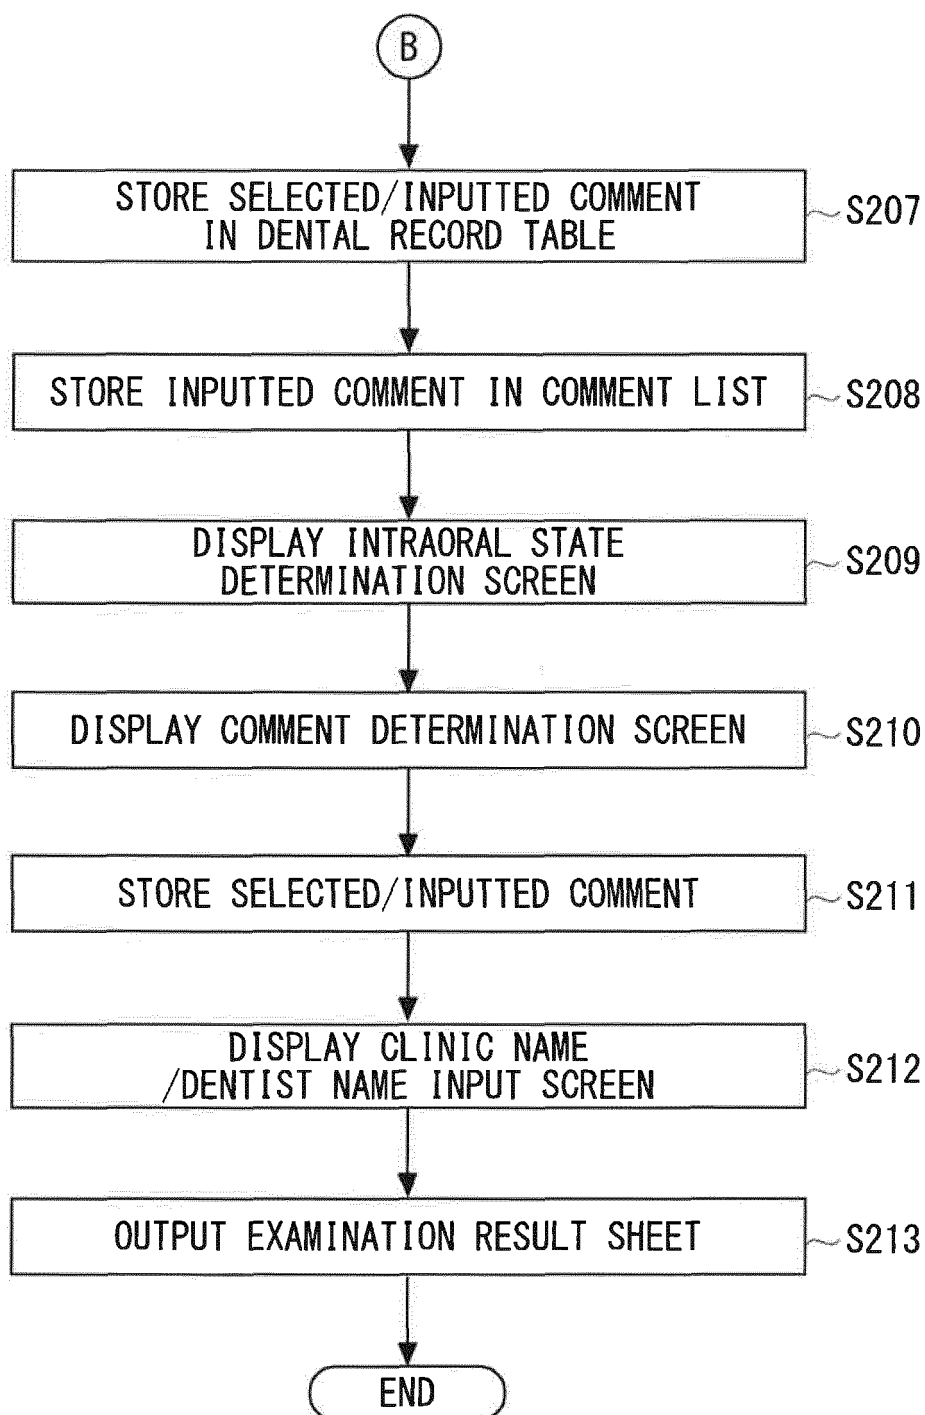 B
STORE SELECTED/INPUTTED COMMENT
IN DENTAL RECORD TABLE
S207
STORE INPUTTED COMMENT IN COMMENT LIST
S208
DISPLAY INTRAORAL STATE
DETERMINATION SCREEN
S209
DISPLAY COMMENT DETERMINATION SCREEN
S210
STORE SELECTED/INPUTTED COMMENT
S211
DISPLAY CLINIC NAME
/DENTIST NAME INPUT SCREEN
S212
OUTPUT EXAMINATION RESULT SHEET
S213
END